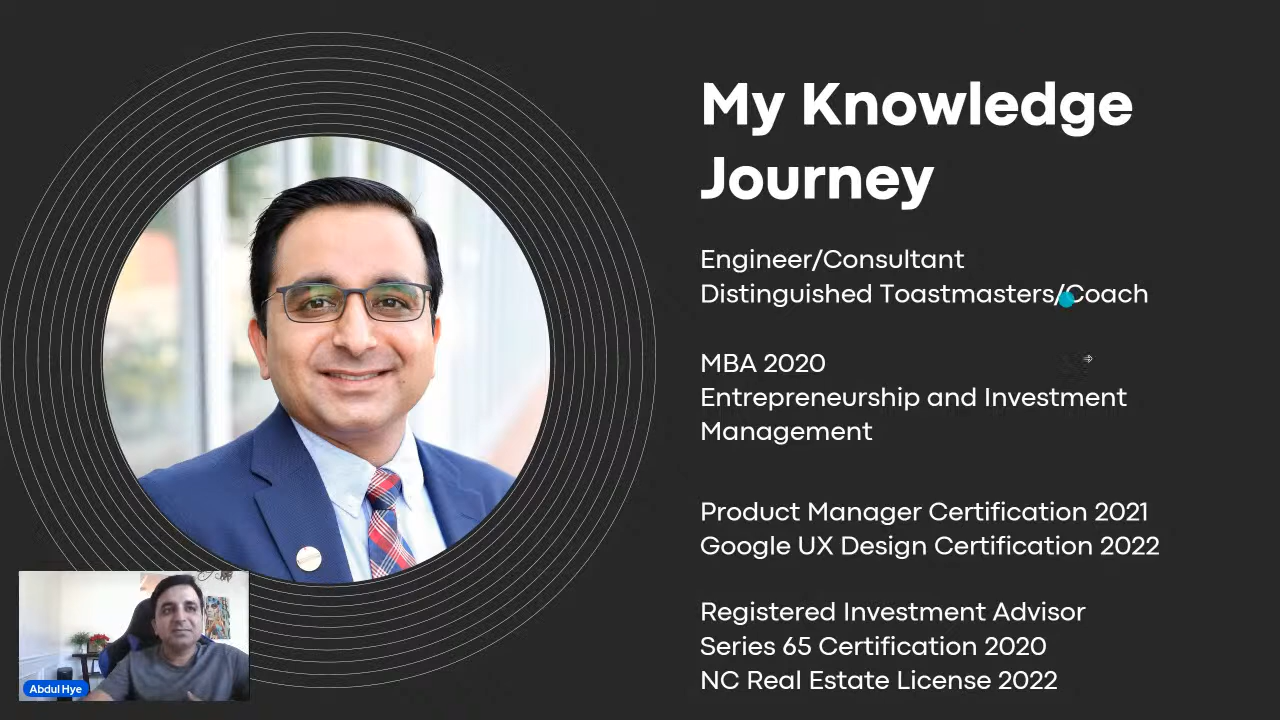 My Knowledge
Journey
Engineer/Consultant
Distinguished Toastmasters/Coach
MBA 2020
Entrepreneurship and Investment
Management
Product Manager Certification 2021
Google UX Design Certification 2022
Registered Investment Advisor
Series 65 Certification 2020
NC Real Estate License 2022
Abdul Hye